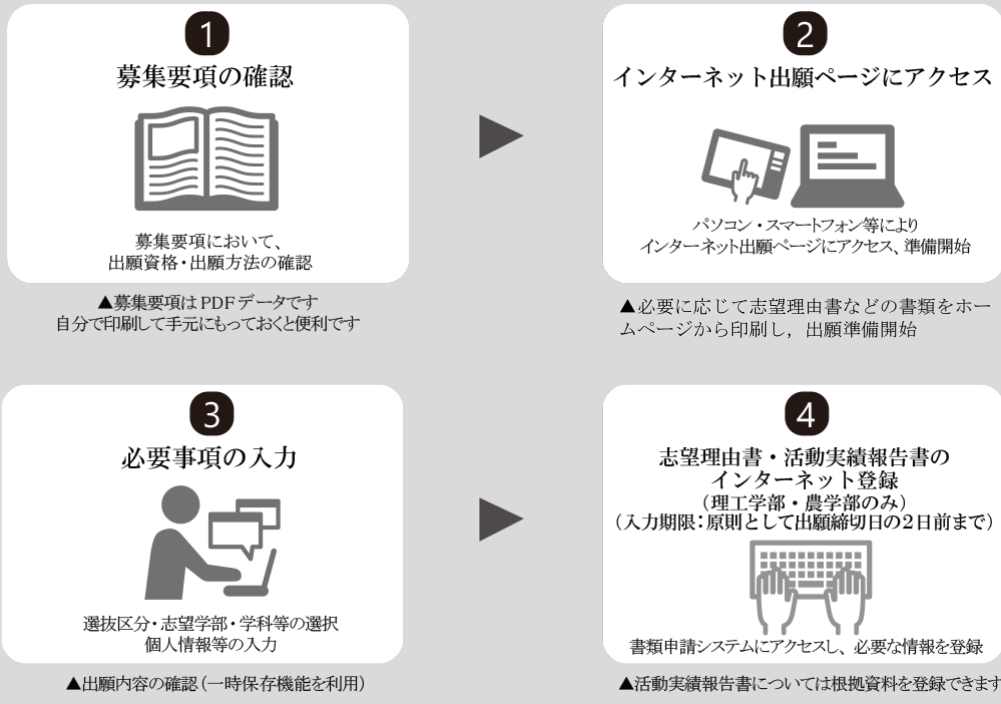 1
募集要項の確認
募集要項において、
出願資格・出願方法の確認
▲募集要項はPDFデータです
自分で印刷して手元にもっておくと便利です
2
インターネット出願ページにアクセス
パソコン・スマートフォン等により
インターネット出願ページにアクセス、準備開始
▲必要に応じて志望理由書などの書類をホー
ムページから印刷し，出願準備開始
3
必要事項の入力
選抜区分・志望学部・学科等の選択
個人情報等の入力
▲出願内容の確認（一時保存機能を利用）
4
志望理由書・活動実績報告書の
インターネット登録
（理工学部・農学部のみ）
（入力期限：原則として出願締切日の2日前まで）
書類申請システムにアクセスし、必要な情報を登録
▲活動実績報告書については根拠資料を登録できます